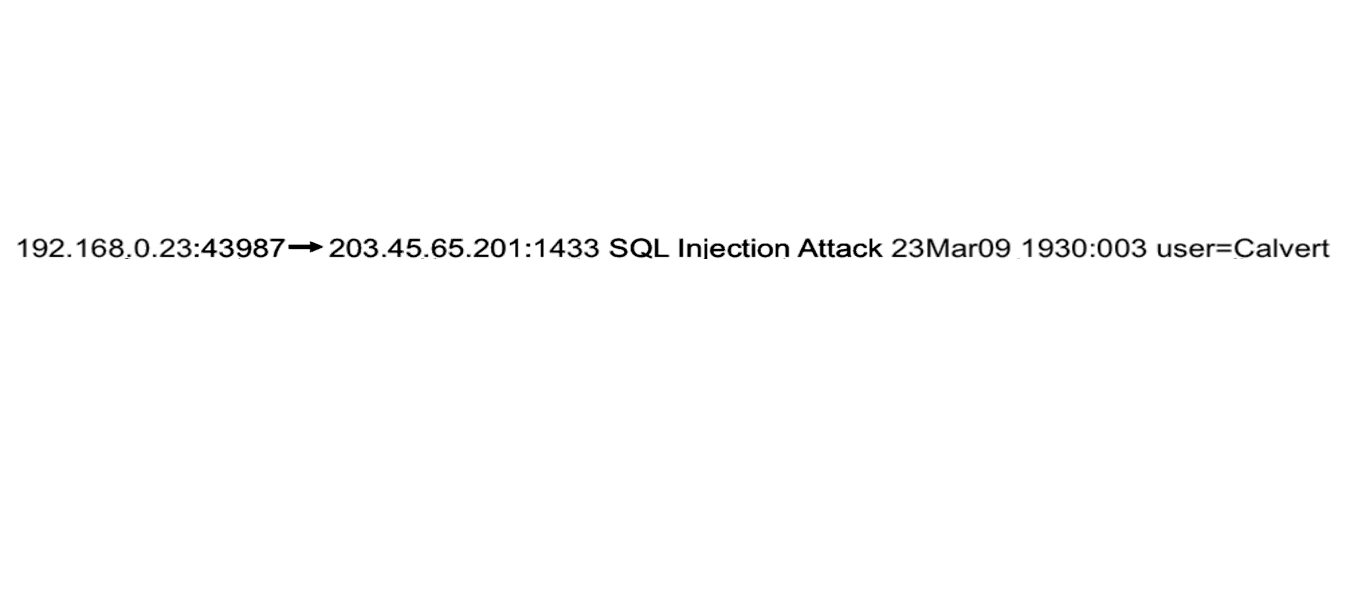 192.168.0.23:43987→203.45.65.201:1433 SQL Injection Attack 23Mar09 1930:003 user=Calvert